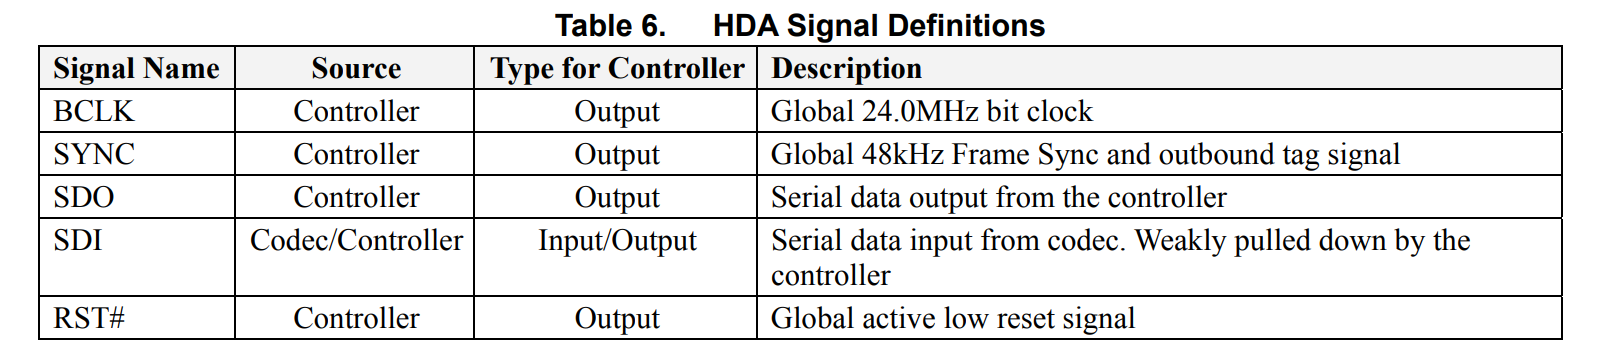 Table 6. HDA Signal Definitions
Signal Name Source Type for Controller Description
BCLK Controller Output Global 24.0MHz bit clock
SYNC Controller Output Global 48kHz Frame Sync and outbound tag signal
SDO Controller Output Serial data output from the controller
SDI Codec/Controller Input/Output Serial data input from codec. Weakly pulled down by the
controller
RST# Controller Output Global active low reset signal